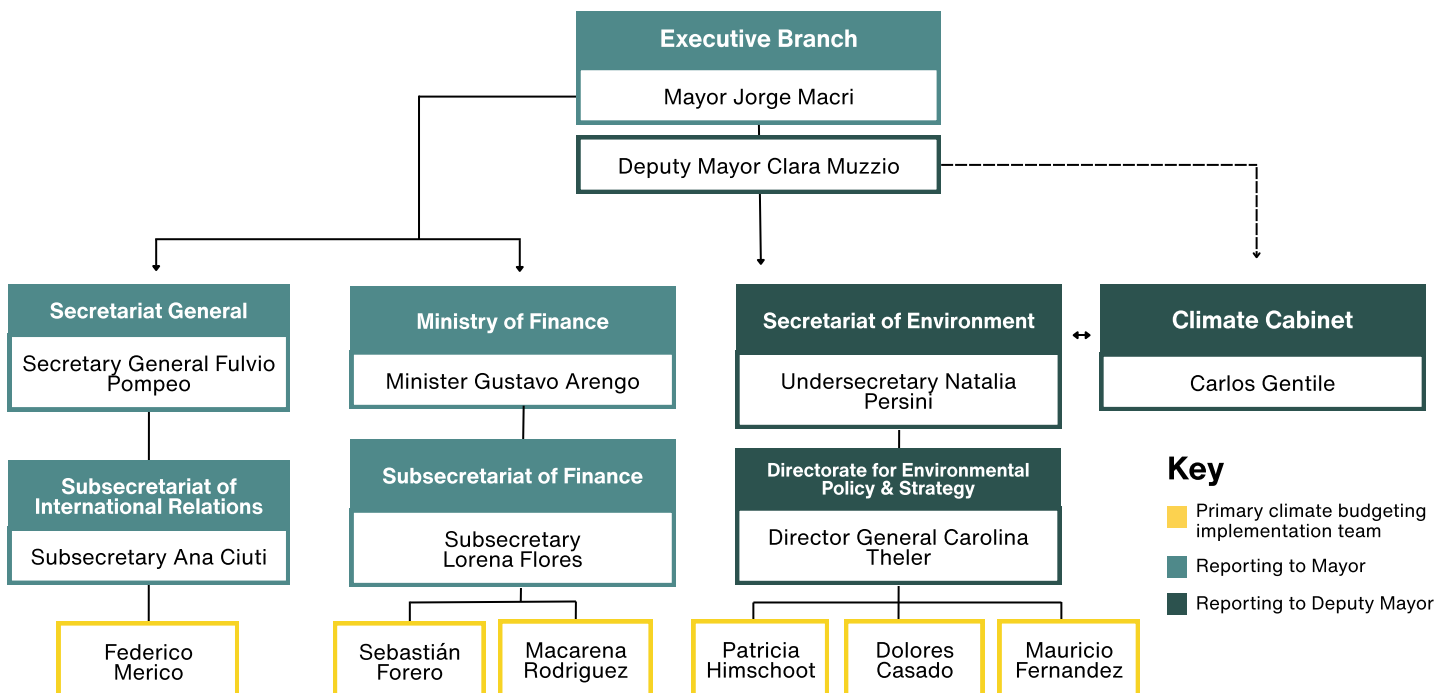 Executive Branch
Mayor Jorge Macri
Deputy Mayor Clara Muzzio
Secretariat General
Secretary General Fulvio
Pompeo
Subsecretariat of
International Relations
Subsecretary Ana Ciuti
Federico
Merico
Ministry of Finance
Minister Gustavo Arengo
Subsecretariat of Finance
Subsecretary
Lorena Flores
Sebastián
Forero
Macarena
Rodriguez
Secretariat of Environment
Undersecretary Natalia
Persini
Directorate for Environmental
Policy & Strategy
Director General Carolina
Theler
Patricia
Himschoot
Dolores
Casado
Mauricio
Fernandez
Climate Cabinet
Carlos Gentile
Key
Primary climate budgeting
implementation team
Reporting to Mayor
Reporting to Deputy Mayor